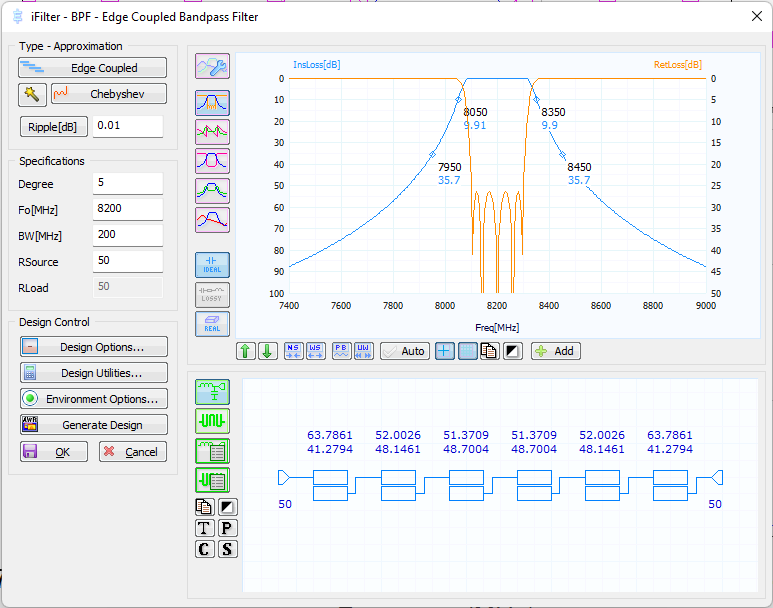 iFilter - BPF - Edge Coupled Bandpass Filter
Type - Approximation
Edge Coupled
Chebyshev
Ripple[dB] 0.01
Specifications
Degree 5
Fo[MHz] 8200
BW[MHz] 200
RSource 50
RLoad 50
Design Control
Design Options...
Design Utilities...
Environment Options...
AWR Generate Design
OK Cancel
IDEAL
LOSSY
REAL
InsLoss[dB] RetLoss[dB]
0 0
10 5
20 10
30 15
40 20
50 25
60 30
70 35
80 40
90 45
100 50
8050
9.91
8350
9.9
7950
35.7
8450
35.7
7400 7600 7800 8000 8200 8400 8600 8800 9000
Freq[MHz]
NS WS PB UW Auto Add
T P
C S
63.7861 52.0026 51.3709 51.3709 52.0026 63.7861
41.2794 48.1461 48.7004 48.7004 48.1461 41.2794
50 50